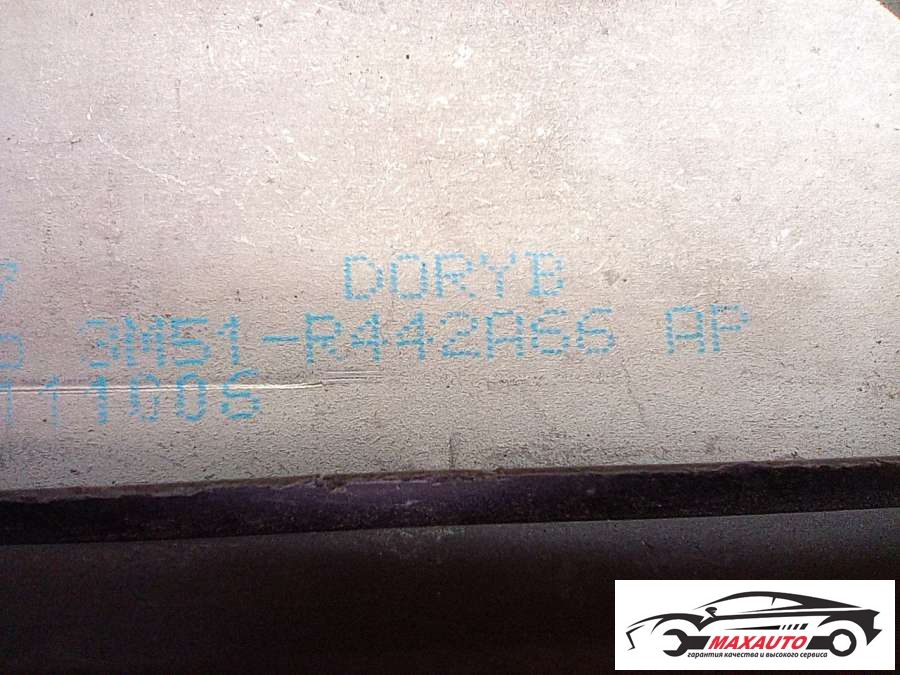 DORYB
3M51-R442A66 AP
111006
MAXAUTO
гарантия качества и высокого сервиса